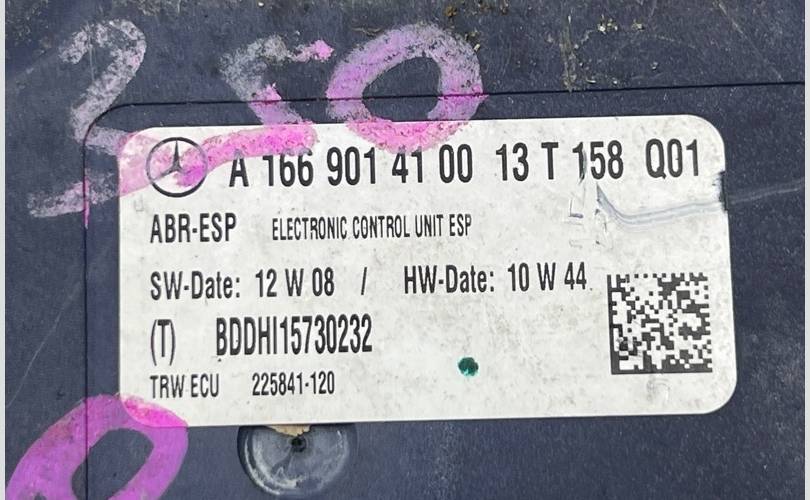 250
A 166 901 41 00 13 T 158 Q01
ABR-ESP ELECTRONIC CONTROL UNIT ESP
SW-Date: 12 W 08 / HW-Date: 10 W 44
(T) BDDHI15730232
TRW ECU 225841-120